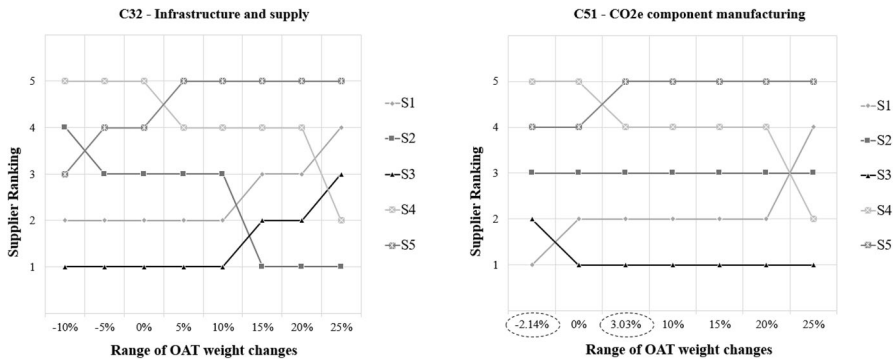 C32 - Infrastructure and supply
Supplier Ranking
5
4
3
2
1
-10% -5% 0% 5% 10% 15% 20% 25%
Range of OAT weight changes
S1
S2
S3
S4
S5
C51 - CO2e component manufacturing
Supplier Ranking
5
4
3
2
1
-2.14% 0% 3.03% 10% 15% 20% 25%
Range of OAT weight changes
S1
S2
S3
S4
S5